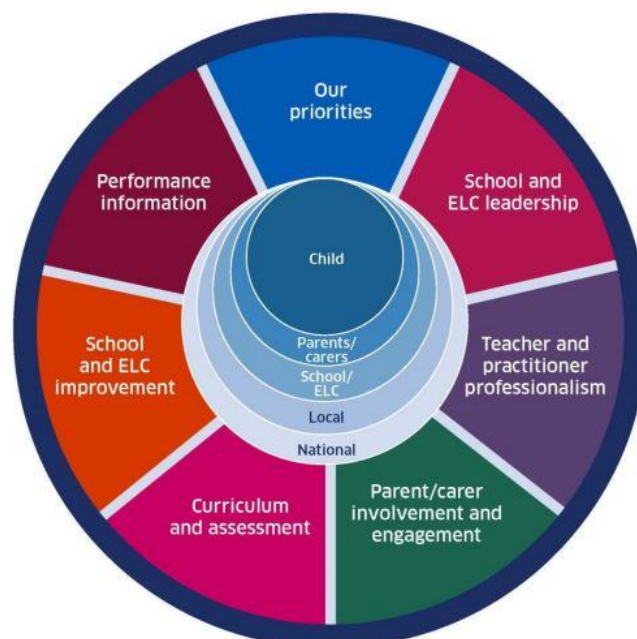 Our
priorities
School and
ELC leadership
Teacher and
practitioner
professionalism
Parent/carer
involvement and
engagement
Curriculum
and assessment
School
and ELC
improvement
Performance
information
Child
Parents/
carers
School/
ELC
Local
National